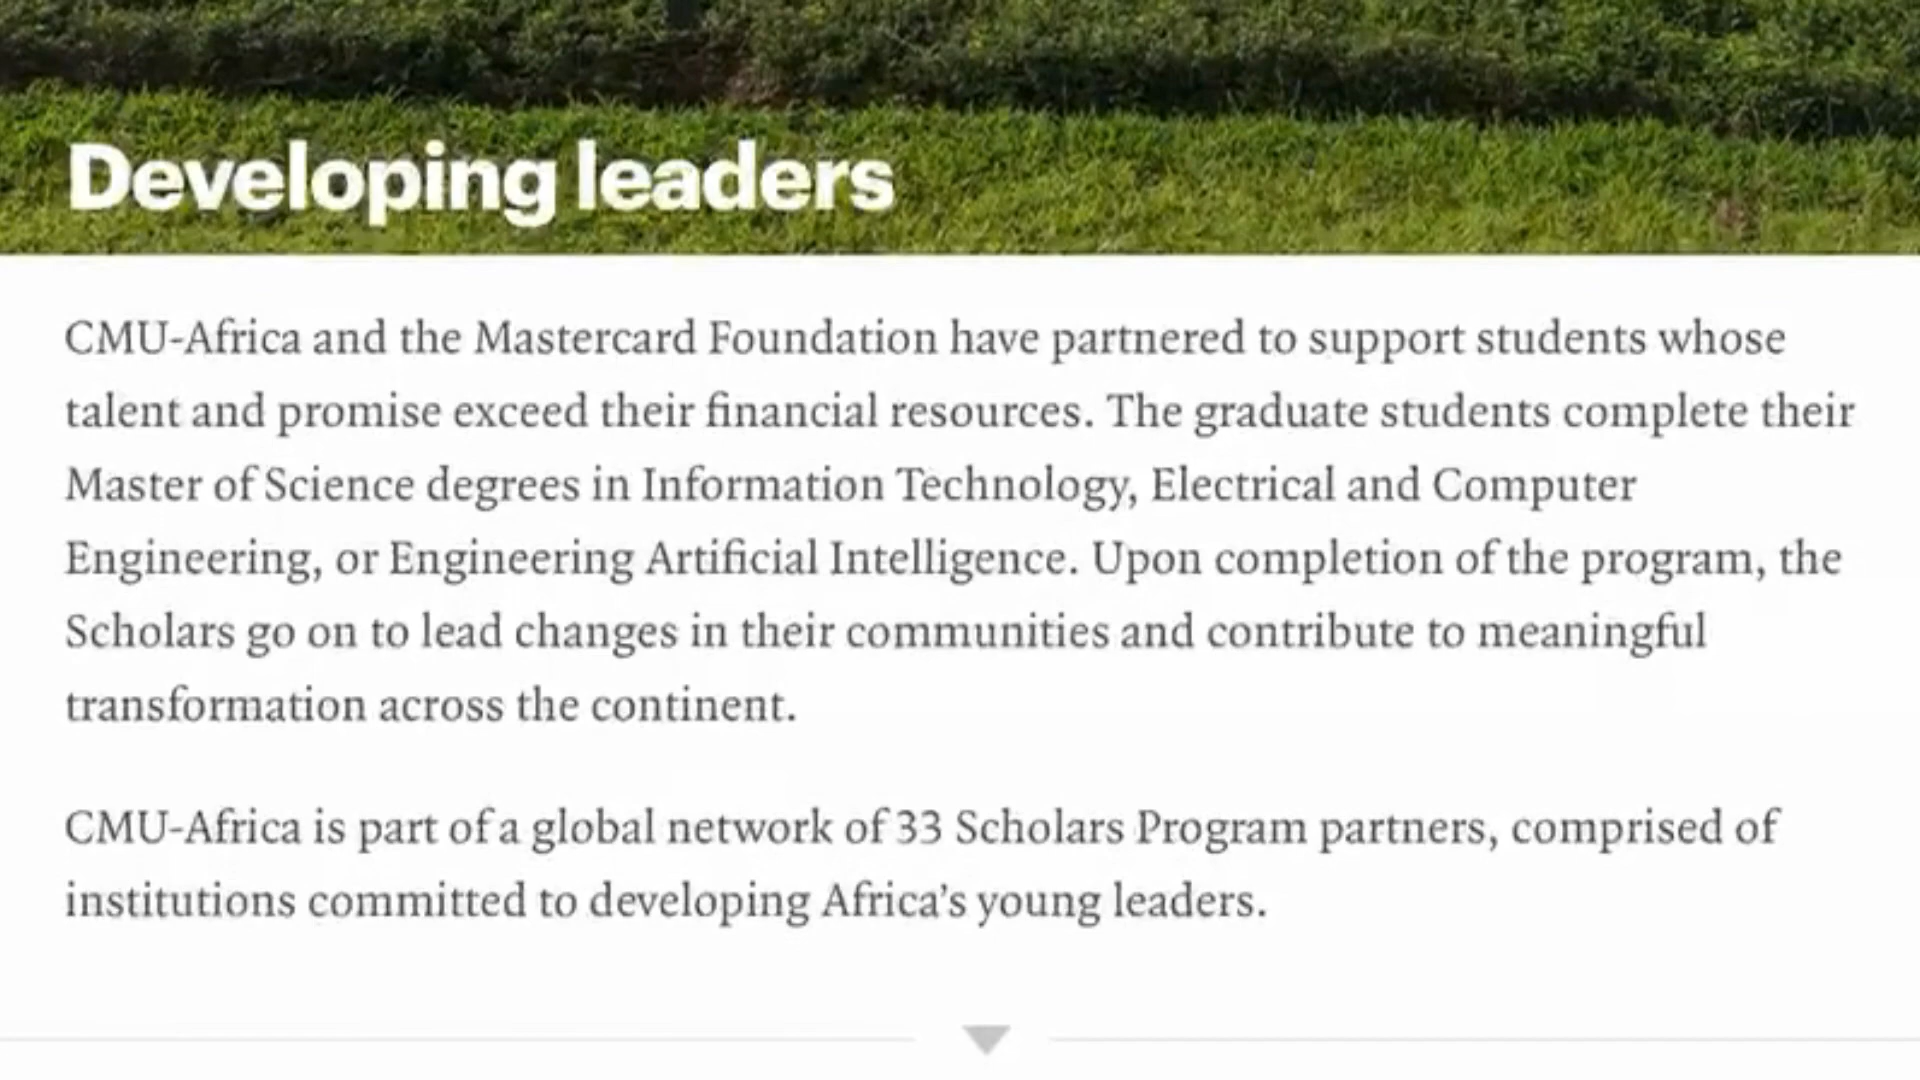 Developing leaders
CMU-Africa and the Mastercard Foundation have partnered to support students whose
talent and promise exceed their financial resources. The graduate students complete their
Master of Science degrees in Information Technology, Electrical and Computer
Engineering, or Engineering Artificial Intelligence. Upon completion of the program, the
Scholars go on to lead changes in their communities and contribute to meaningful
transformation across the continent.
CMU-Africa is part of a global network of 33 Scholars Program partners, comprised of
institutions committed to developing Africa’s young leaders.